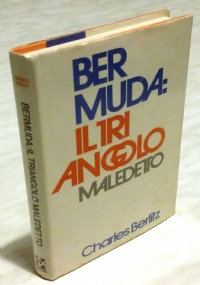 BER
MUDA:
IL TRI
ANGOLO
MALEDETTO
Charles Berlitz
BERMUDA: IL TRIANGOLO MALEDETTO